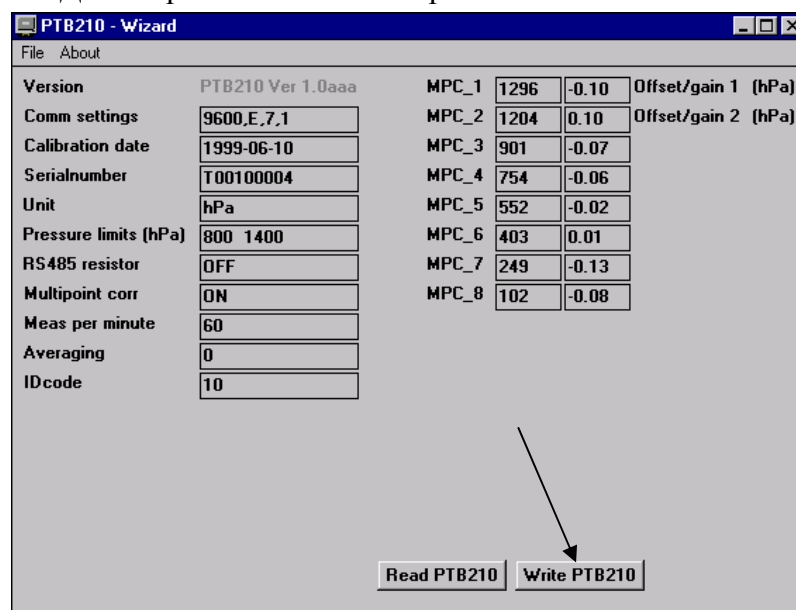 PTB210 - Wizard
File About
Version PTB210 Ver 1.0aaa MPC_1 1296 -0.10 Offset/gain 1 (hPa)
Comm settings 9600,E,7,1 MPC_2 1204 0.10 Offset/gain 2 (hPa)
Calibration date 1999-06-10 MPC_3 901 -0.07
Serialnumber T00100004 MPC_4 754 -0.06
Unit hPa MPC_5 552 -0.02
Pressure limits (hPa) 800 1400 MPC_6 403 0.01
RS485 resistor OFF MPC_7 249 -0.13
Multipoint corr ON MPC_8 102 -0.08
Meas per minute 60
Averaging 0
IDcode 10
Read PTB210 Write PTB210